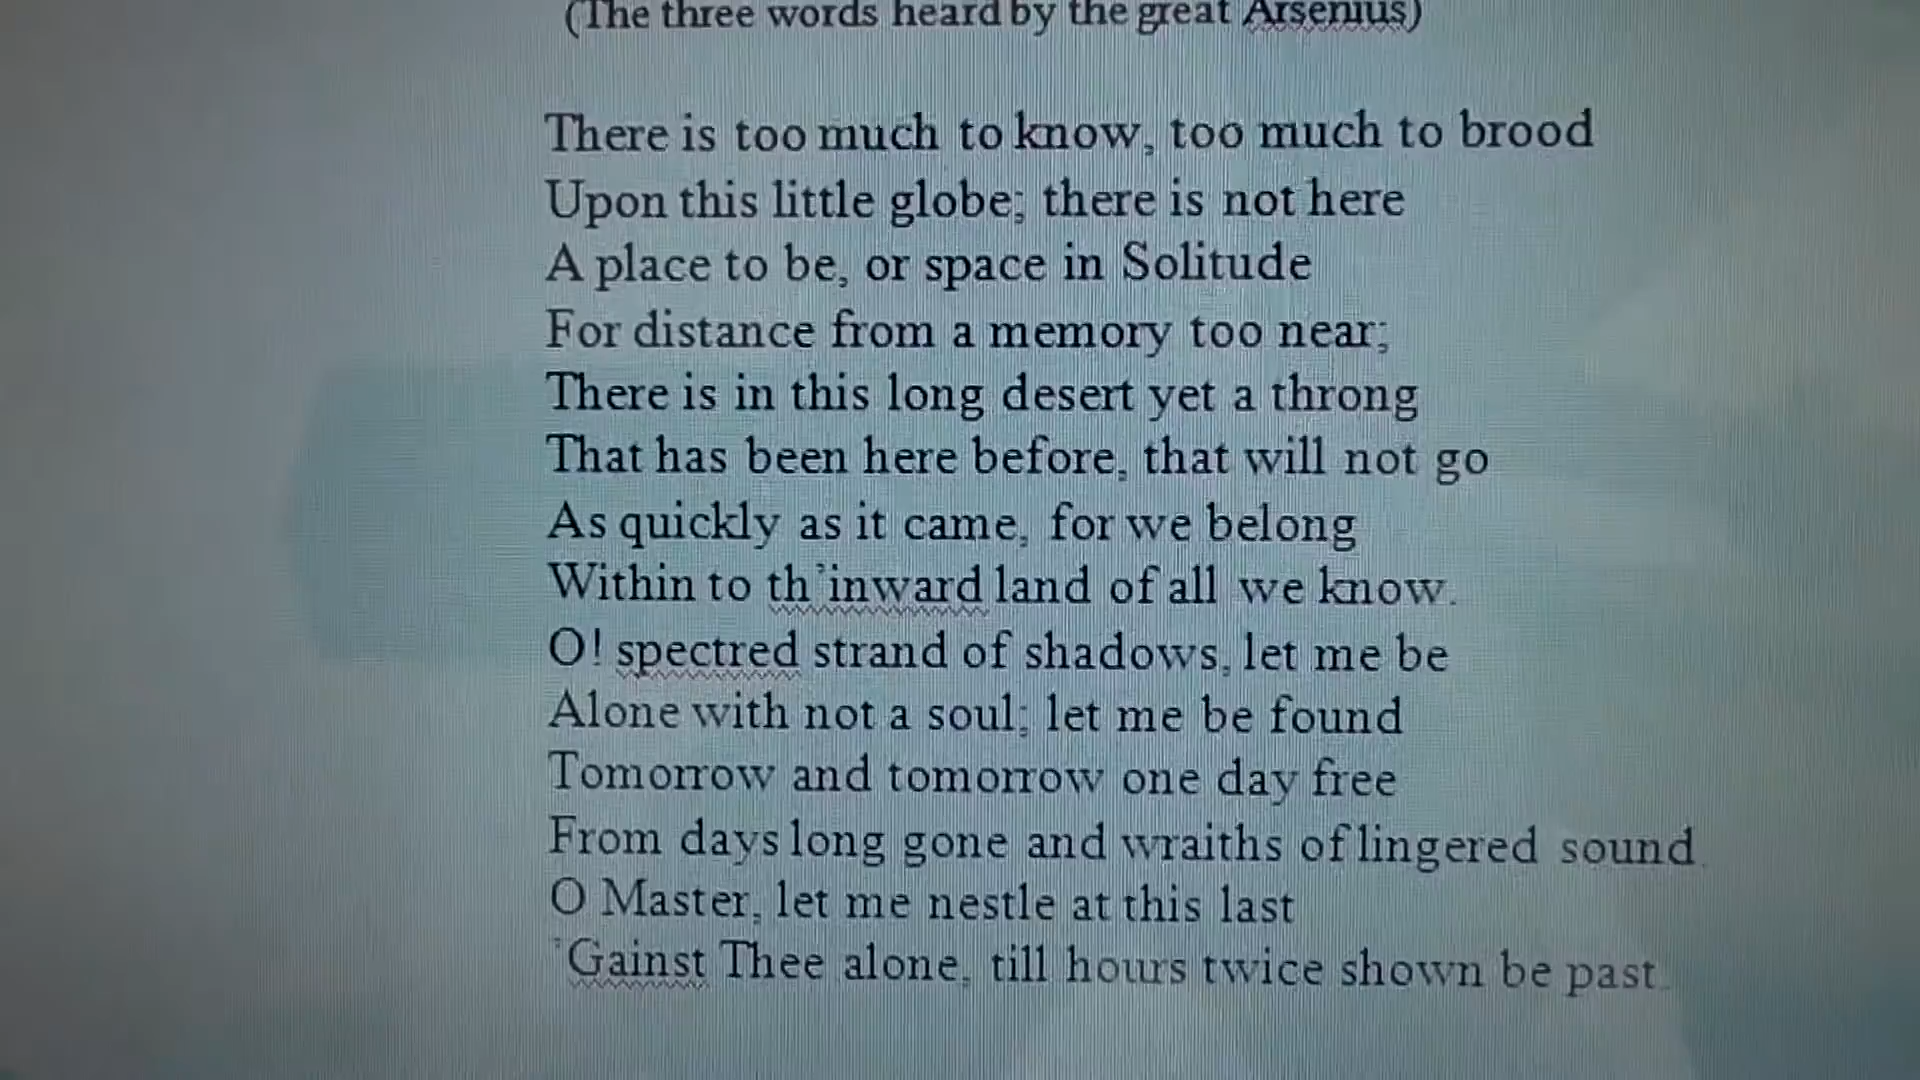 (The three words heard by the great Arsenius)
There is too much to know, too much to brood
Upon this little globe; there is not here
A place to be, or space in Solitude
For distance from a memory too near;
There is in this long desert yet a throng
That has been here before, that will not go
As quickly as it came, for we belong
Within to th'inward land of all we know.
O! spectred strand of shadows, let me be
Alone with not a soul; let me be found
Tomorrow and tomorrow one day free
From days long gone and wraiths of lingered sound.
O Master, let me nestle at this last
'Gainst Thee alone, till hours twice shown be past.